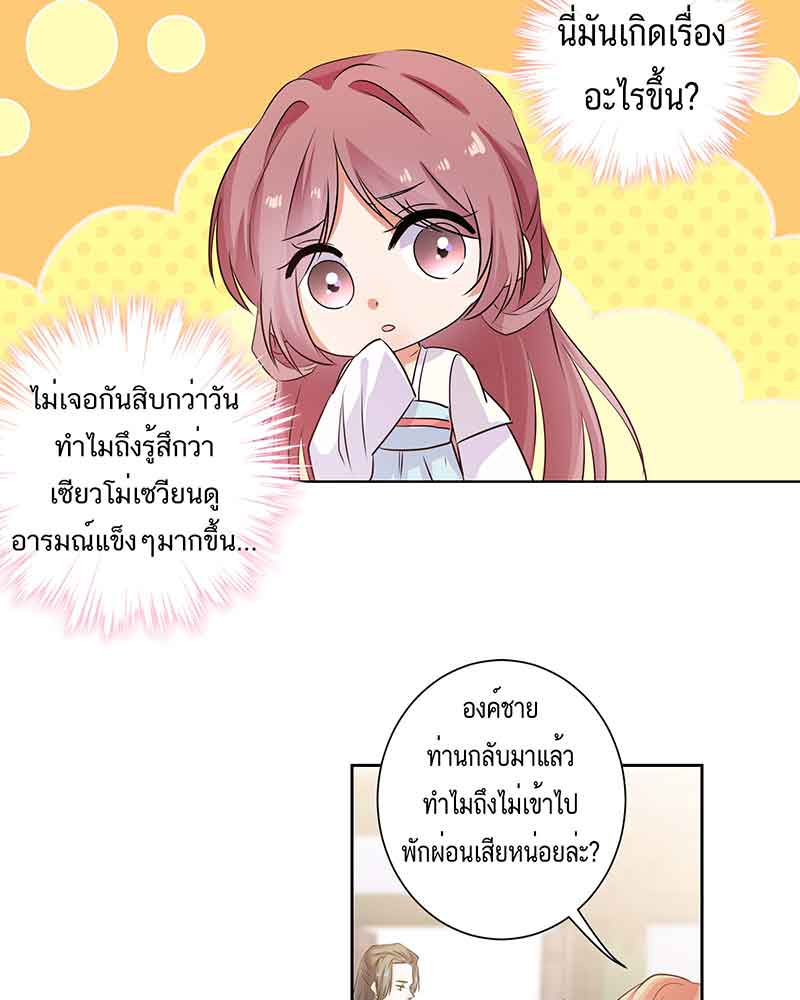 นี่มันเกิดเรื่อง
อะไรขึ้น?
ไม่เจอกันสิบกว่าวัน
ทำไมถึงรู้สึกว่า
เซียวโม่เซวียนดู
อารมณ์แข็งๆมากขึ้น...
องค์ชาย
ท่านกลับมาแล้ว
ทำไมถึงไม่เข้าไป
พักผ่อนเสียหน่อยล่ะ?